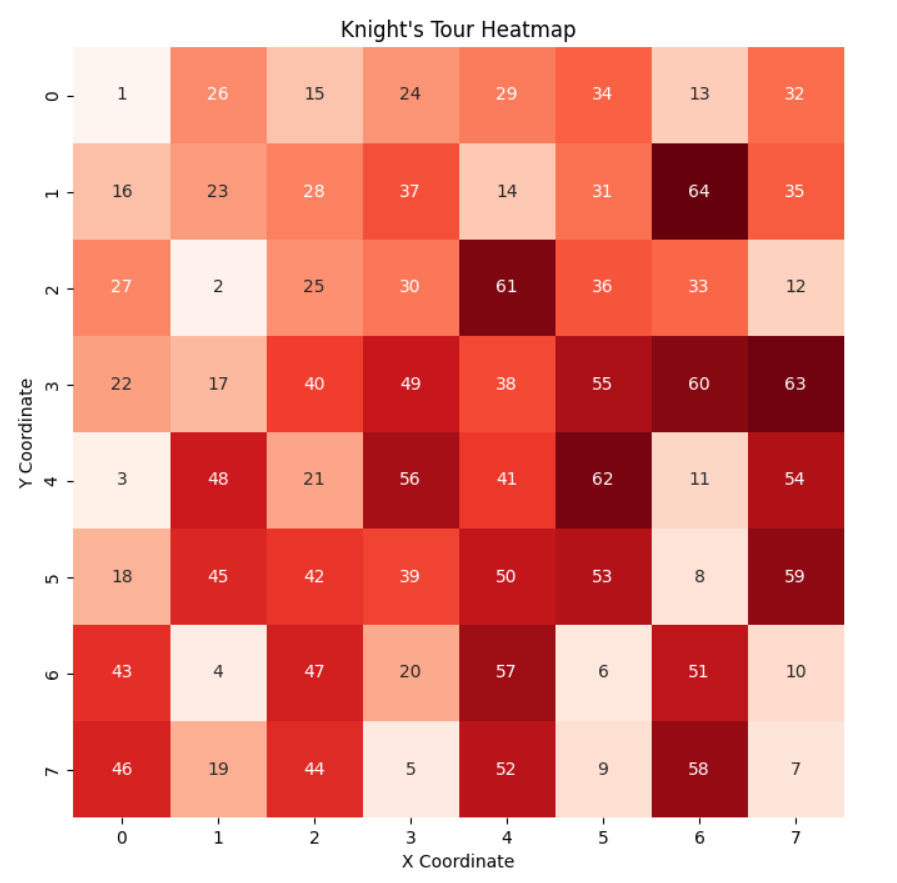 Knight's Tour Heatmap
0 1 26 15 24 29 34 13 32
1 16 23 28 37 14 31 64 35
2 27 2 25 30 61 36 33 12
3 22 17 40 49 38 55 60 63
Y Coordinate
4 3 48 21 56 41 62 11 54
5 18 45 42 39 50 53 8 59
6 43 4 47 20 57 6 51 10
7 46 19 44 5 52 9 58 7
0 1 2 3 4 5 6 7
X Coordinate